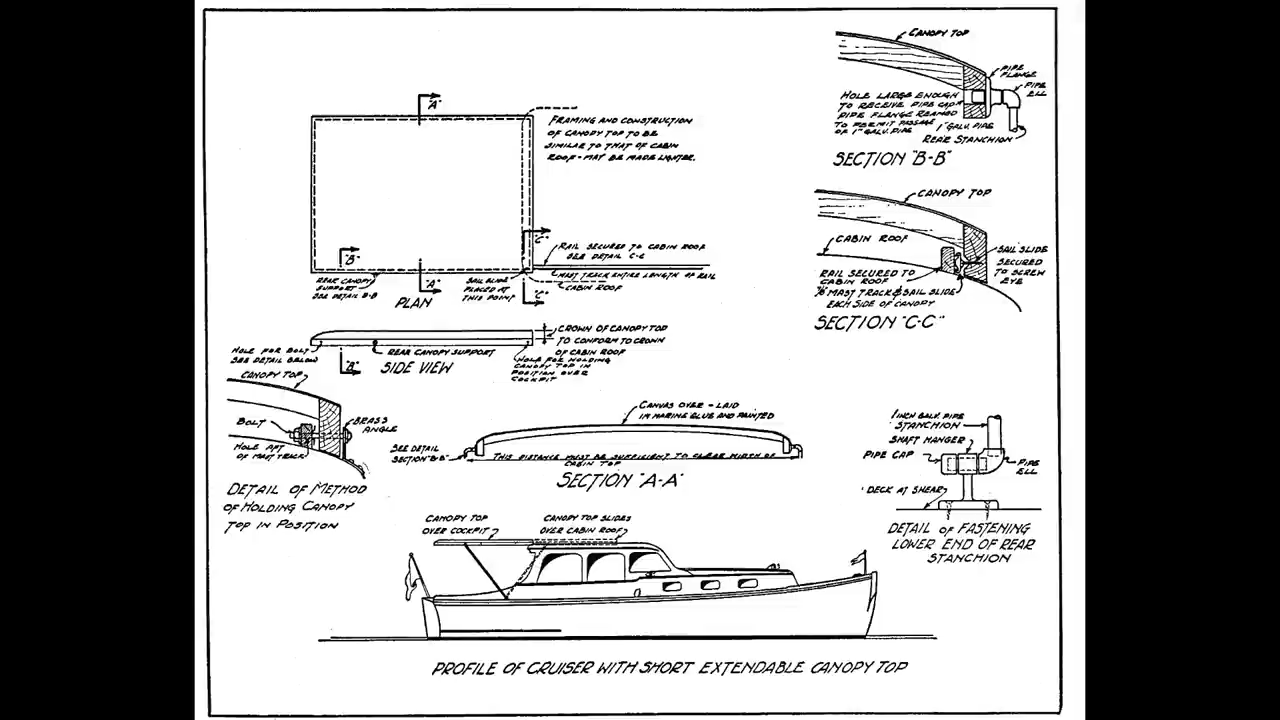 CANOPY TOP
PIPE
FLANGE
PIPE
ELL
HOLE LARGE ENOUGH
TO RECEIVE PIPE CAP
PIPE FLANGE REAMED
TO PERMIT PASSAGE
OF 1" GALV. PIPE
1" GALV. PIPE
REAR STANCHION
SECTION "B-B"
"A"
FRAMING AND CONSTRUCTION
OF CANOPY TOP TO BE
SIMILAR TO THAT OF CABIN
ROOF - MAY BE MADE LIGHTER.
"C"
"B"
RAIL SECURED TO CABIN ROOF
SEE DETAIL C-C
MAST TRACK ENTIRE LENGTH OF RAIL
CABIN ROOF
REAR CANOPY
SUPPORT
SEE DETAIL B-B
"A"
SAIL SLIDE
PLACED AT
THIS POINT
"C"
PLAN
CANOPY TOP
CABIN ROOF
SAIL SLIDE
SECURED
TO SCREW
EYE
RAIL SECURED TO
CABIN ROOF
5/8" MAST TRACK & SAIL SLIDE
EACH SIDE OF CANOPY
SECTION "C-C"
CROWN OF CANOPY TOP
TO CONFORM TO CROWN
OF CABIN ROOF
HOLE FOR BOLT
SEE DETAIL BELOW
REAR CANOPY SUPPORT
"B"
SIDE VIEW
HOLE FOR HOLDING
CANOPY TOP IN
POSITION OVER
COCKPIT
CANOPY TOP
BOLT
BRASS
ANGLE
HOLE AFT
OF MAST TRACK
DETAIL OF METHOD
OF HOLDING CANOPY
TOP IN POSITION
CANVAS OVER - LAID
IN MARINE GLUE AND PAINTED
SEE DETAIL
SECTION "B-B"
THIS DISTANCE MUST BE SUFFICIENT TO CLEAR WIDTH OF
CABIN TOP
SECTION "A-A"
1 INCH GALV. PIPE
STANCHION
SHAFT HANGER
PIPE CAP
PIPE
ELL
DECK AT SHEAR
DETAIL OF FASTENING
LOWER END OF REAR
STANCHION
CANOPY TOP
OVER COCKPIT
CANOPY TOP SLIDES
OVER CABIN ROOF
PROFILE OF CRUISER WITH SHORT EXTENDABLE CANOPY TOP